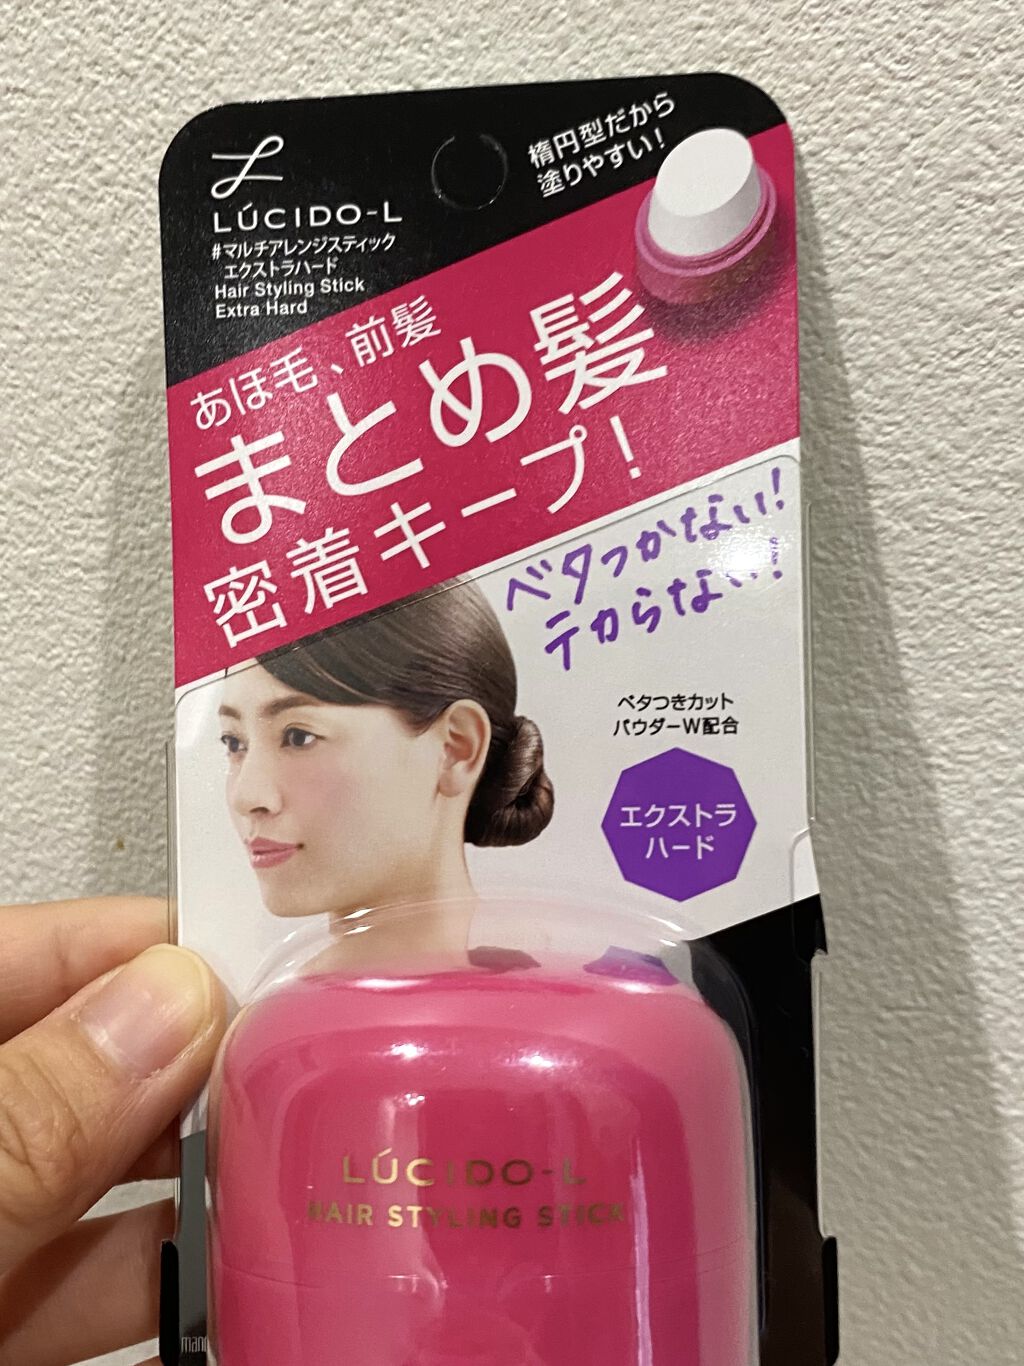 LÚCIDO-L
#マルチアレンジスティック
エクストラハード
Hair Styling Stick
Extra Hard
楕円型だから
塗りやすい!
あほ毛、前髪
まとめ髪
密着キープ!
ベタつかない!
テカらない!
ベタつきカット
パウダーW配合
エクストラ
ハード
LÚCIDO-L
HAIR STYLING STICK